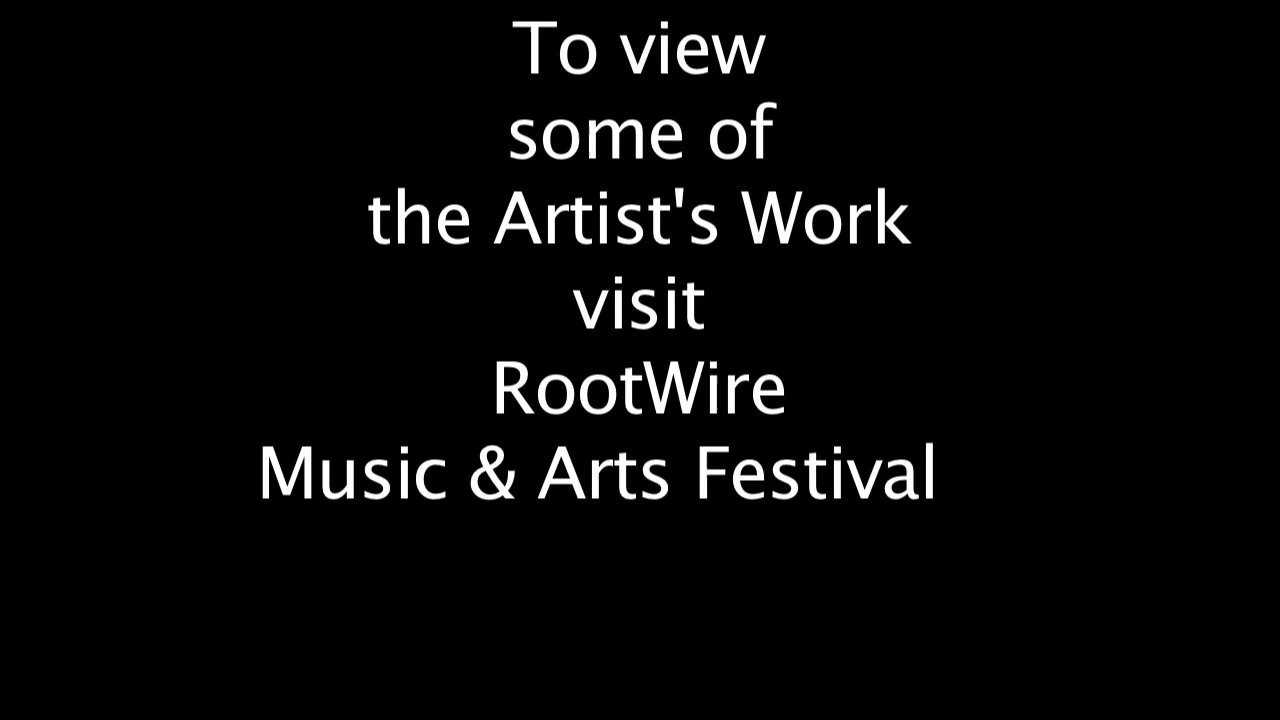 To view
some of
the Artist's Work
visit
RootWire
Music & Arts Festival